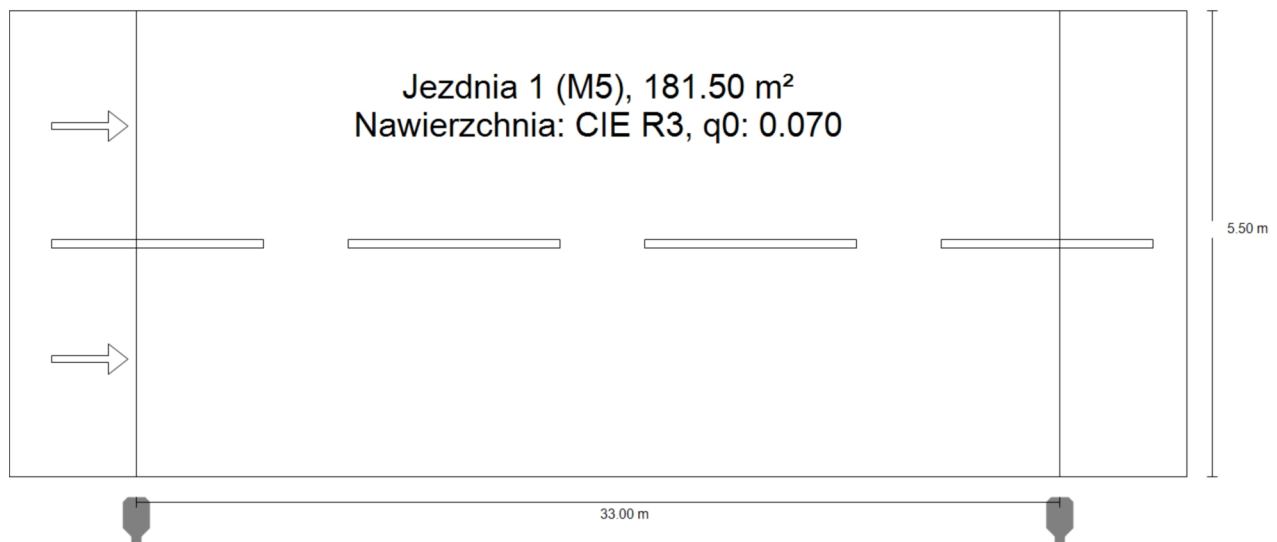 Jezdnia 1 (M5), 181.50 m²
Nawierzchnia: CIE R3, q0: 0.070
5.50 m
33.00 m